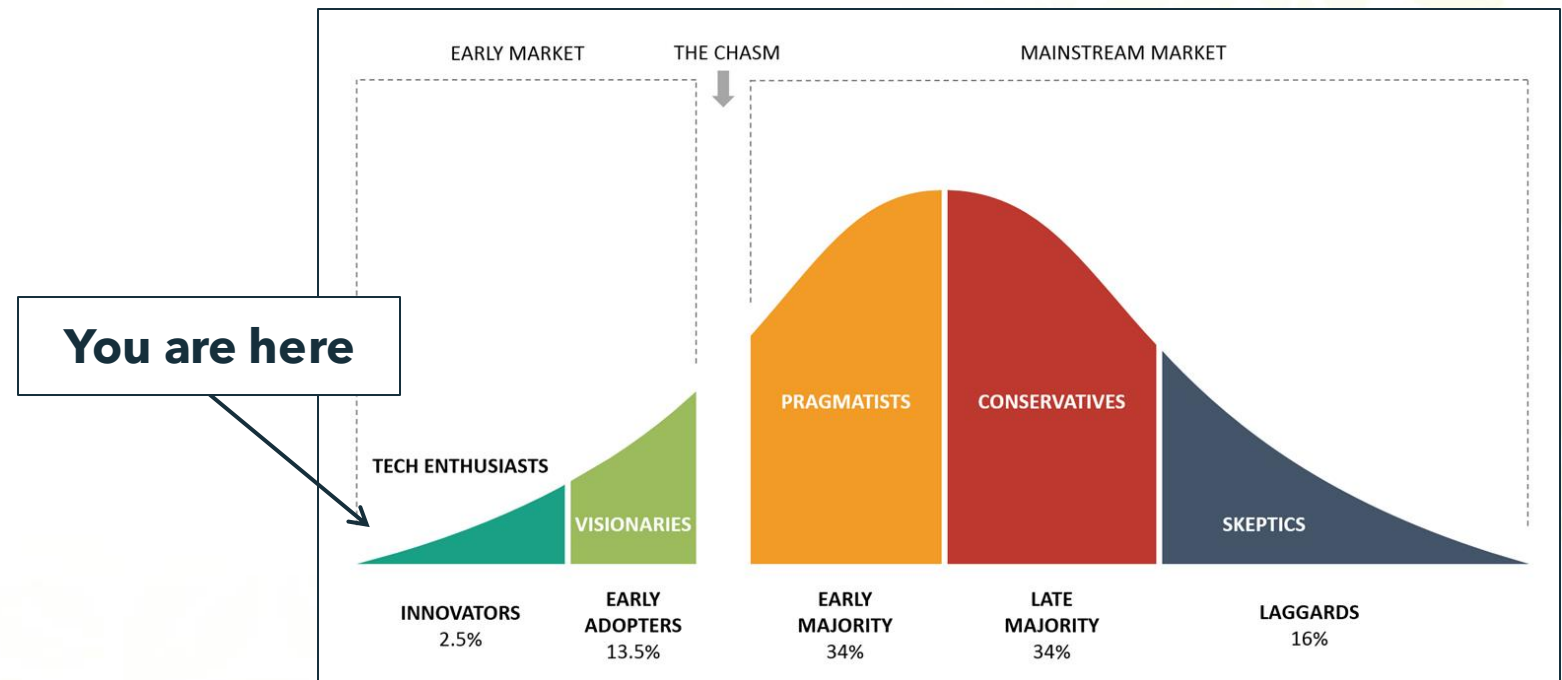 EARLY MARKET
THE CHASM
MAINSTREAM MARKET
You are here
TECH ENTHUSIASTS
VISIONARIES
PRAGMATISTS
CONSERVATIVES
SKEPTICS
INNOVATORS
2.5%
EARLY
ADOPTERS
13.5%
EARLY
MAJORITY
34%
LATE
MAJORITY
34%
LAGGARDS
16%